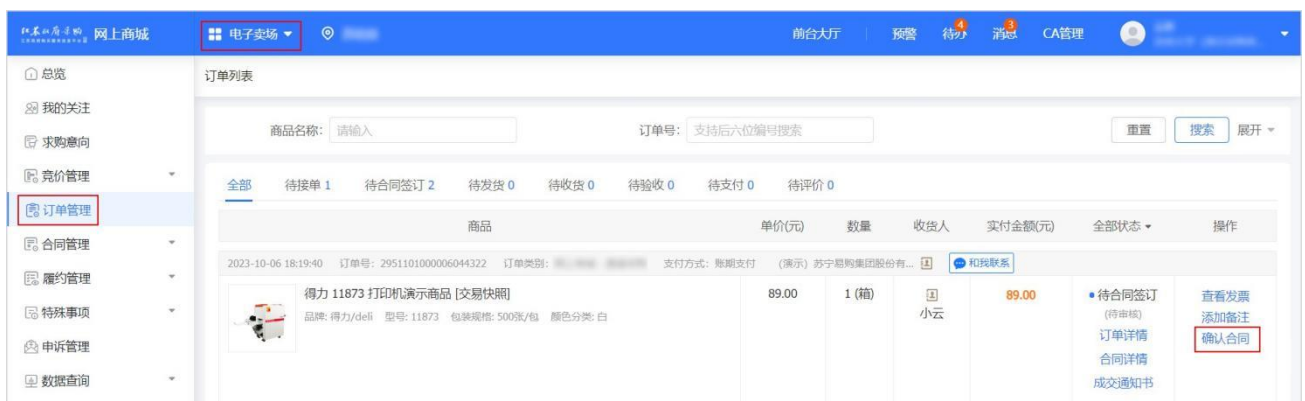 江苏政府采购 网上商城 电子卖场 前台大厅 预警 待办 4 消息 3 CA管理
总览
订单列表
我的关注
商品名称: 请输入 订单号: 支持后六位编号搜索 重置 搜索 展开
求购意向
竞价管理
全部 待接单 1 待合同签订 2 待发货 0 待收货 0 待验收 0 待支付 0 待评价 0
订单管理
商品 单价(元) 数量 收货人 实付金额(元) 全部状态 操作
合同管理
2023-10-06 18:19:40 订单号: 2951101000006044322 订单类别: 支付方式: 账期支付 (演示) 苏宁易购集团股份有... 和我联系
履约管理
得力 11873 打印机演示商品 [交易快照] 89.00 1 (箱) 小云 89.00 待合同签订 查看发票
品牌: 得力/deli 型号: 11873 包装规格: 500张/包 颜色分类: 白 (待审核) 添加备注
特殊事项
订单详情 确认合同
申诉管理
合同详情
数据查询
成交通知书